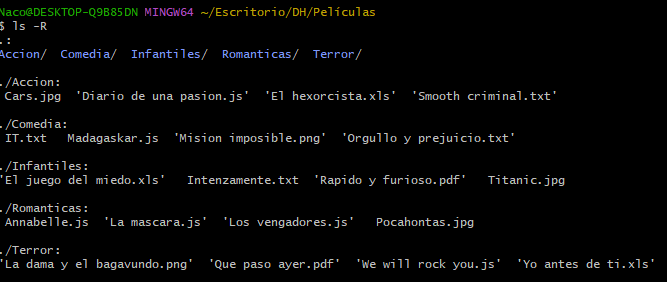 Naco@DESKTOP-Q9B85DN MINGW64 ~/Escritorio/DH/Películas
$ ls -R
.:
Accion/  Comedia/  Infantiles/  Romanticas/  Terror/
./Accion:
Cars.jpg  'Diario de una pasion.js'  'El hexorcista.xls'  'Smooth criminal.txt'
./Comedia:
IT.txt  Madagaskar.js  'Mision imposible.png'  'Orgullo y prejuicio.txt'
./Infantiles:
'El juego del miedo.xls'  Intenzamente.txt  'Rapido y furioso.pdf'  Titanic.jpg
./Romanticas:
Annabelle.js  'La mascara.js'  'Los vengadores.js'  Pocahontas.jpg
./Terror:
'La dama y el bagavundo.png'  'Que paso ayer.pdf'  'We will rock you.js'  'Yo antes de ti.xls'